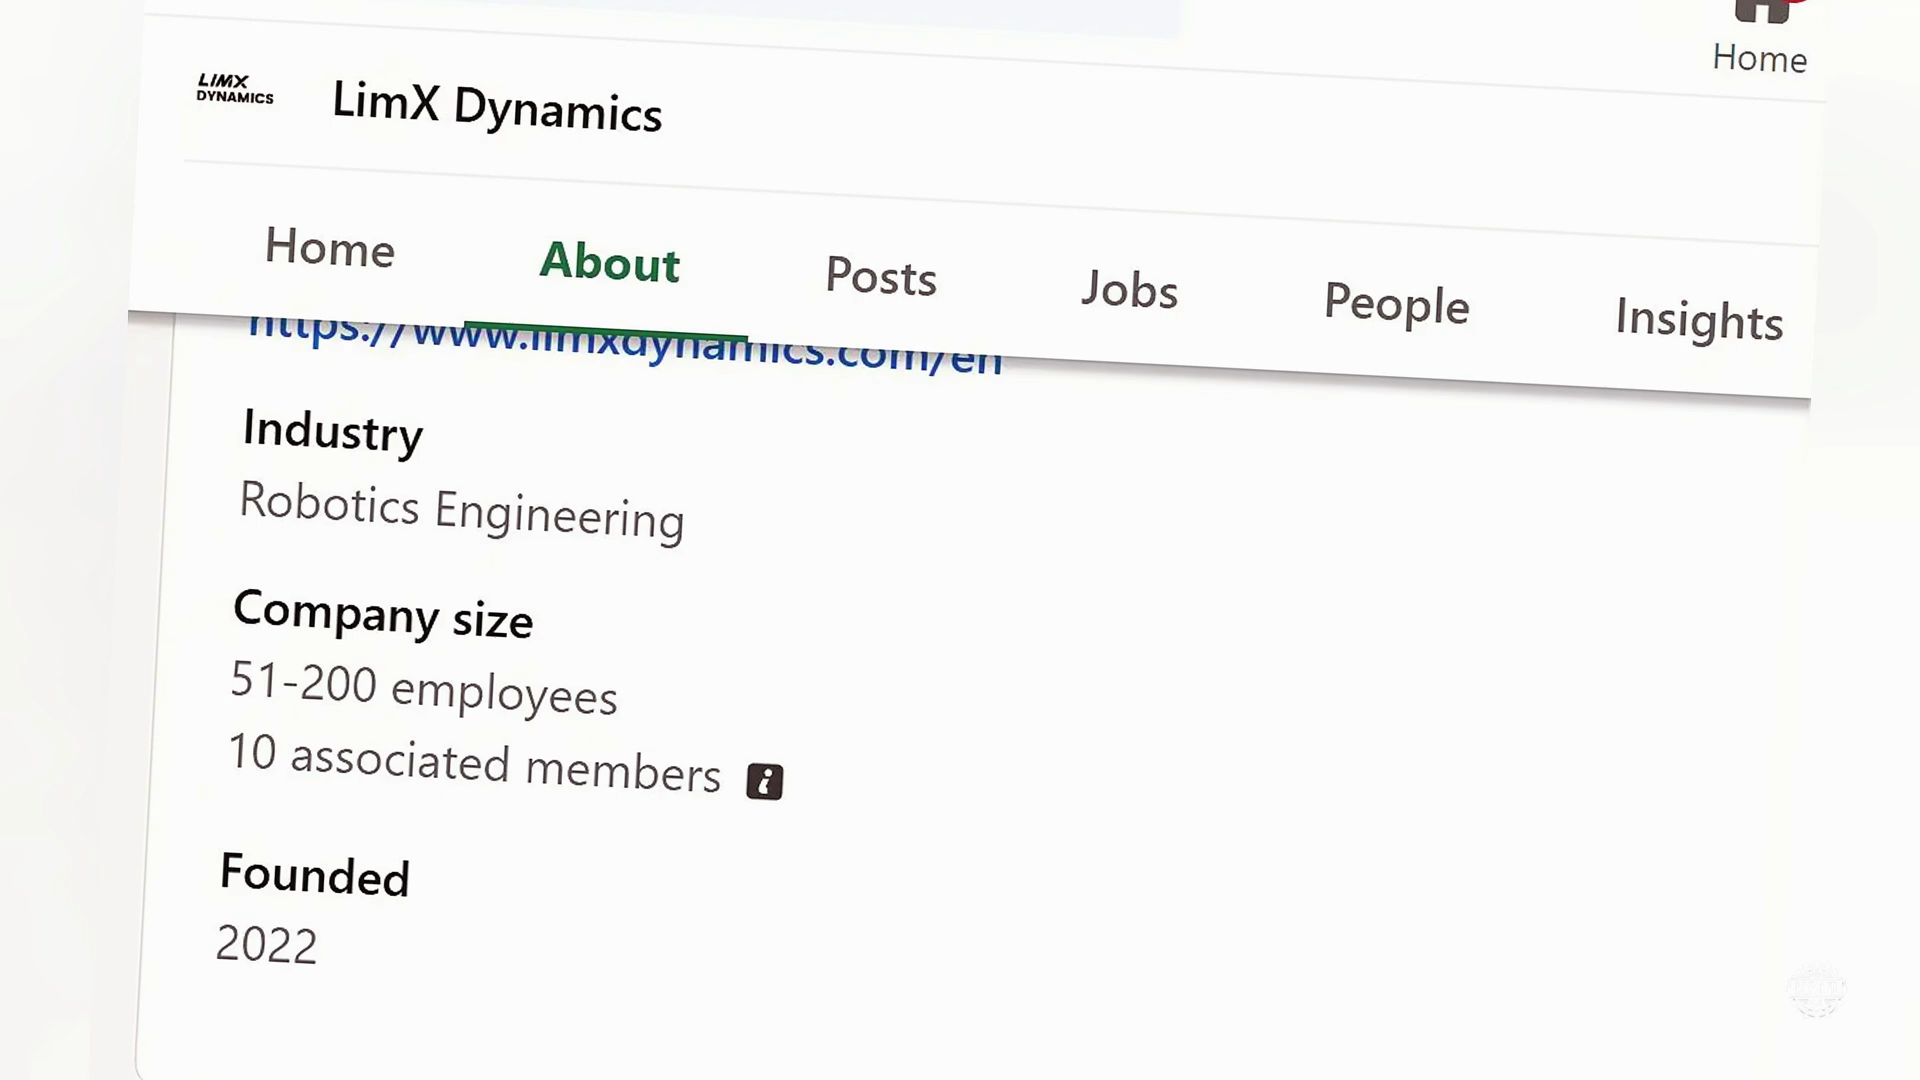 Home
LIMX
DYNAMICS
LimX Dynamics
Home
About
Posts
Jobs
People
Insights
https://www.limxdynamics.com/en
Industry
Robotics Engineering
Company size
51-200 employees
10 associated members
Founded
2022